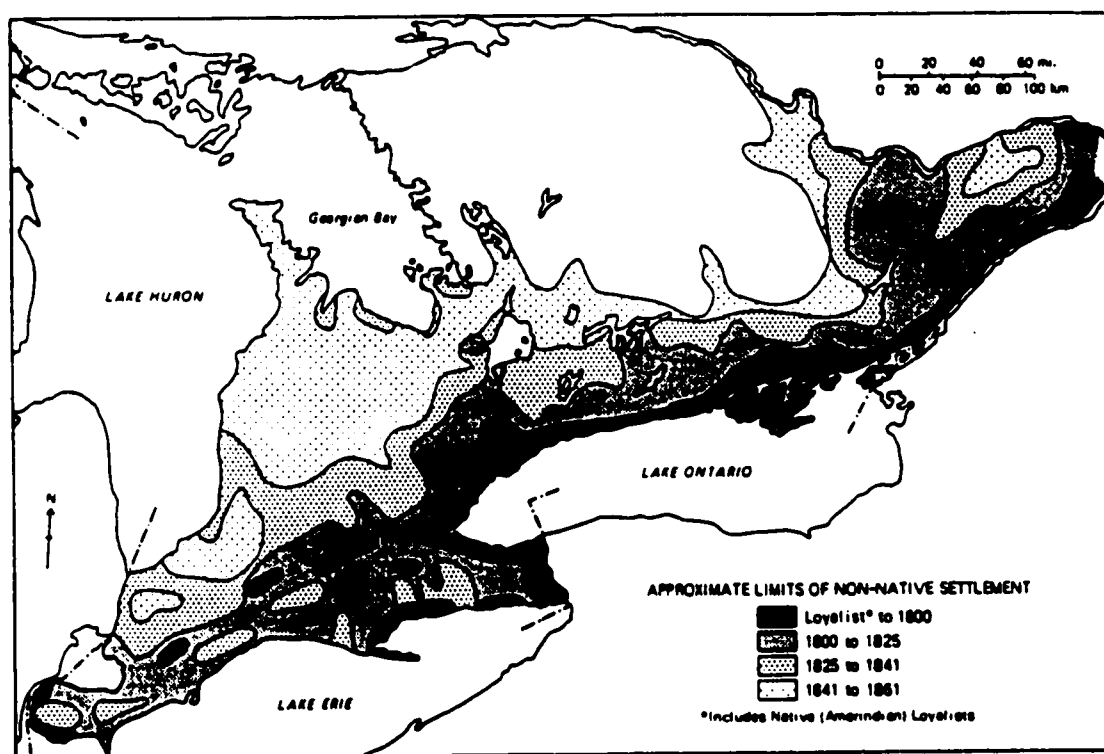 0 20 40 60 mi.
0 20 40 60 80 100 km
Georgian Bay
LAKE HURON
LAKE ONTARIO
N
APPROXIMATE LIMITS OF NON-NATIVE SETTLEMENT
Loyalist* to 1800
1800 to 1825
1825 to 1841
1841 to 1861
LAKE ERIE
*Includes Native (Amerindian) Loyalists